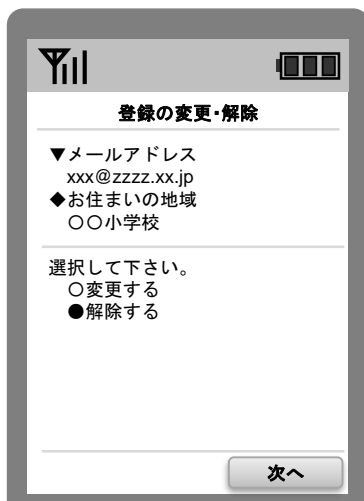 登録の変更・解除
▼メールアドレス
xxx@zzzz.xx.jp
◆お住まいの地域
○○小学校
選択して下さい。
○変更する
●解除する
次へ